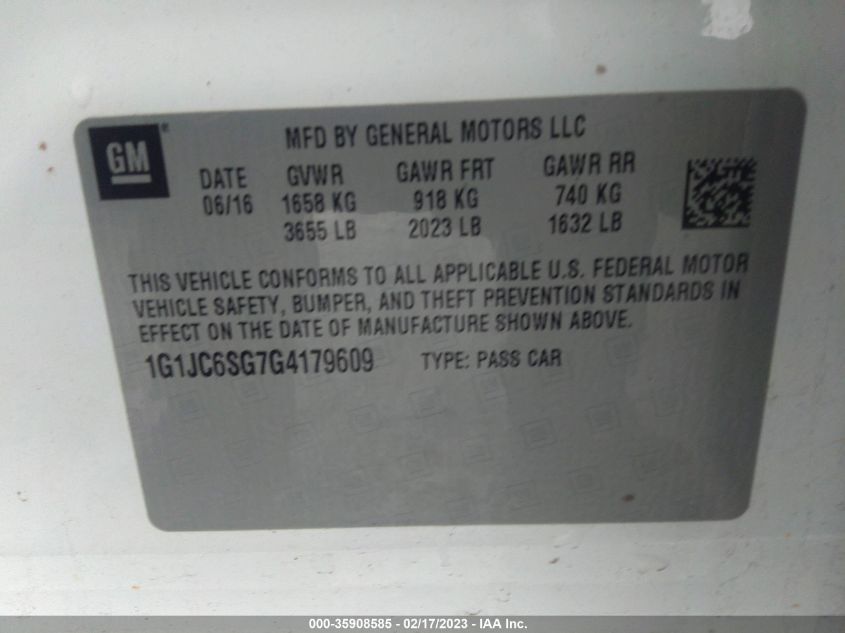 GM®
MFD BY GENERAL MOTORS LLC
DATE GVWR GAWR FRT GAWR RR
06/16 1658 KG 918 KG 740 KG
3655 LB 2023 LB 1632 LB
THIS VEHICLE CONFORMS TO ALL APPLICABLE U.S. FEDERAL MOTOR
VEHICLE SAFETY, BUMPER, AND THEFT PREVENTION STANDARDS IN
EFFECT ON THE DATE OF MANUFACTURE SHOWN ABOVE.
1G1JC6SG7G4179609 TYPE: PASS CAR
000-35908585 - 02/17/2023 - IAA Inc.